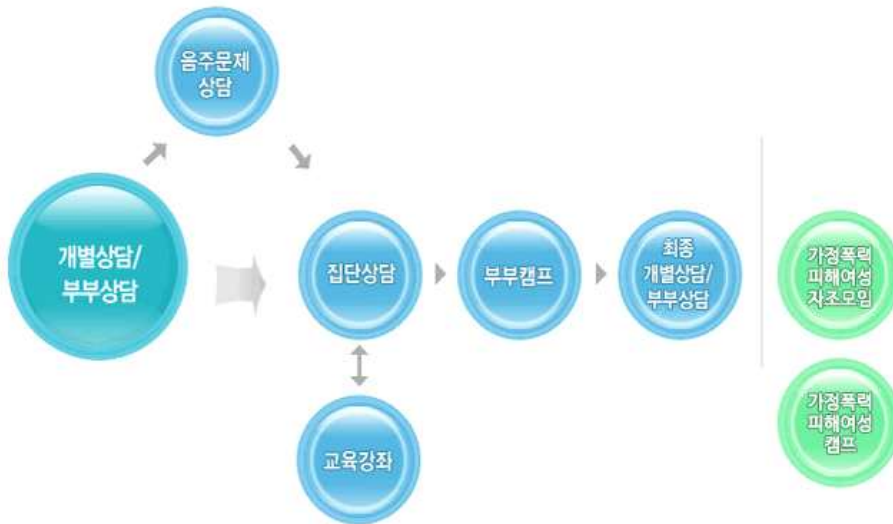 음주문제
상담
개별상담/
부부상담
집단상담
부부캠프
최종
개별상담/
부부상담
가정폭력
피해여성
자조모임
교육강좌
가정폭력
피해여성
캠프